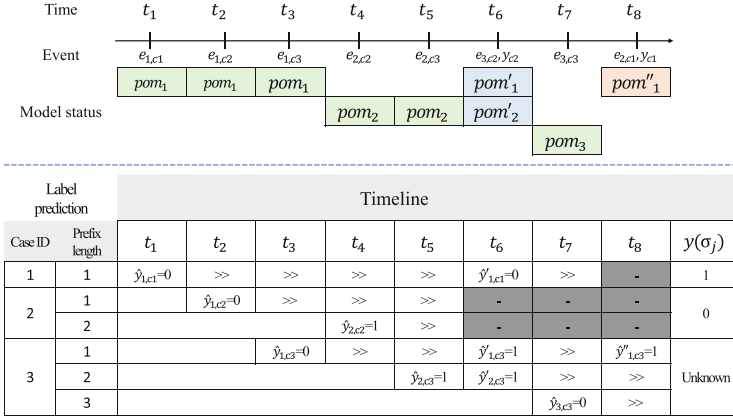 Time t₁ t₂ t₃ t₄ t₅ t₆ t₇ t₈
Event e₁,c₁ e₁,c₂ e₁,c₃ e₂,c₂ e₂,c₃ e₃,c₂,y_c₂ e₃,c₃ e₂,c₁,y_c₁
pom₁ pom₁ pom₁ pom′₁ pom″₁
Model status pom₂ pom₂ pom′₂
pom₃
Label prediction Timeline
Case ID Prefix length t₁ t₂ t₃ t₄ t₅ t₆ t₇ t₈ y(σⱼ)
1 1 ŷ₁,c₁=0 >> >> >> >> ŷ′₁,c₁=0 >> - 1
2 1 ŷ₁,c₂=0 >> >> >> - - - 0
2 ŷ₂,c₂=1 >> - - -
3 1 ŷ₁,c₃=0 >> >> ŷ′₁,c₃=1 >> ŷ″₁,c₃=1 Unknown
2 ŷ₂,c₃=1 ŷ′₂,c₃=1 >> >>
3 ŷ₃,c₃=0 >>